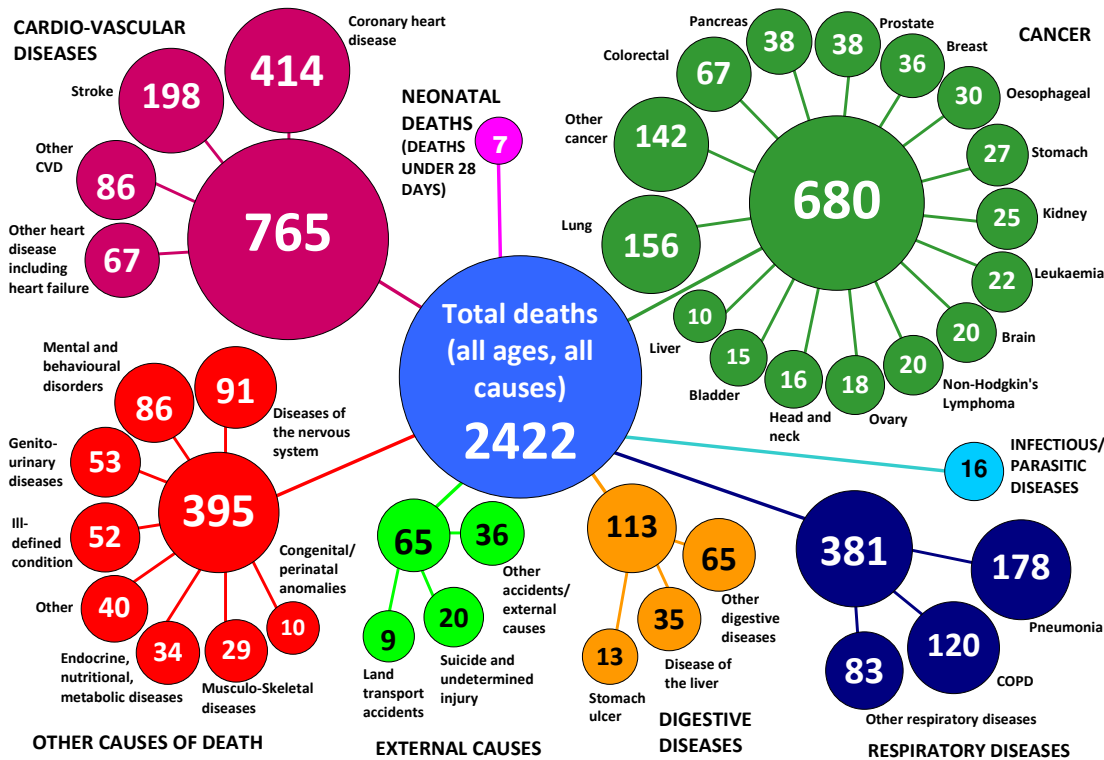 CARDIO-VASCULAR
DISEASES
Coronary heart
disease
414
Stroke
198
Other
CVD
86
Other heart
disease
including
heart failure
67
765
NEONATAL
DEATHS
(DEATHS
UNDER 28
DAYS)
7
CANCER
680
Pancreas
38
Prostate
38
Breast
36
Oesophageal
30
Stomach
27
Kidney
25
Leukaemia
22
Brain
20
Non-Hodgkin's
Lymphoma
20
Ovary
18
Head and
neck
16
Bladder
15
Liver
10
Lung
156
Other
cancer
142
Colorectal
67
Total deaths
(all ages, all
causes)
2422
Mental and
behavioural
disorders
86
91
Diseases of
the nervous
system
Genito-
urinary
diseases
53
Ill-
defined
condition
52
Other
40
Endocrine,
nutritional,
metabolic diseases
34
Musculo-Skeletal
diseases
29
Congenital/
perinatal
anomalies
10
395
OTHER CAUSES OF DEATH
65
36
Other
accidents/
external
causes
20
Suicide and
undetermined
injury
9
Land
transport
accidents
EXTERNAL CAUSES
113
65
Other
digestive
diseases
35
Disease of
the liver
13
Stomach
ulcer
DIGESTIVE
DISEASES
16
INFECTIOUS/
PARASITIC
DISEASES
381
178
Pneumonia
120
COPD
83
Other respiratory diseases
RESPIRATORY DISEASES